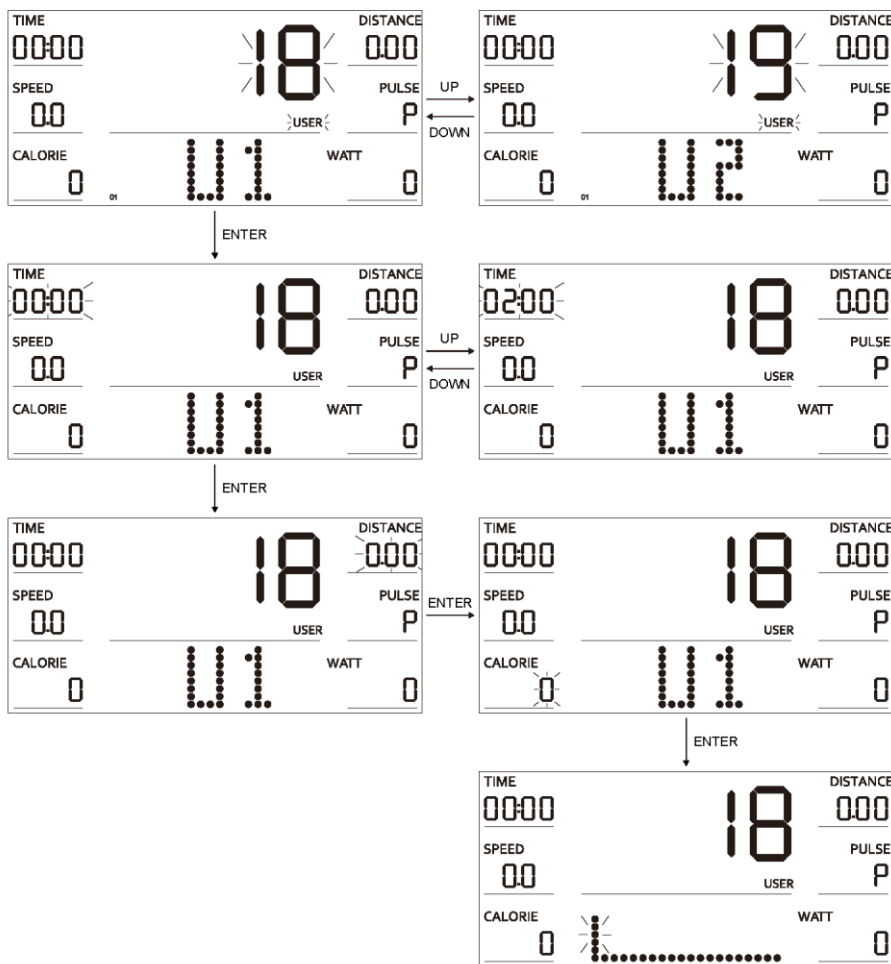 TIME 18 DISTANCE
00:00 0.00
SPEED PULSE
0.0 USER P
CALORIE U1 WATT
0 01 0
UP
DOWN
TIME 19 DISTANCE
00:00 0.00
SPEED PULSE
0.0 USER P
CALORIE U2 WATT
0 01 0
ENTER
TIME 18 DISTANCE
00:00 0.00
SPEED PULSE
0.0 USER P
CALORIE U1 WATT
0 0
UP
DOWN
TIME 18 DISTANCE
02:00 0.00
SPEED PULSE
0.0 USER P
CALORIE U1 WATT
0 0
ENTER
TIME 18 DISTANCE
00:00 0.00
SPEED PULSE
0.0 USER P
CALORIE U1 WATT
0 0
ENTER
TIME 18 DISTANCE
00:00 0.00
SPEED PULSE
0.0 USER P
CALORIE U1 WATT
0 0
ENTER
TIME 18 DISTANCE
00:00 0.00
SPEED PULSE
0.0 USER P
CALORIE WATT
0 0